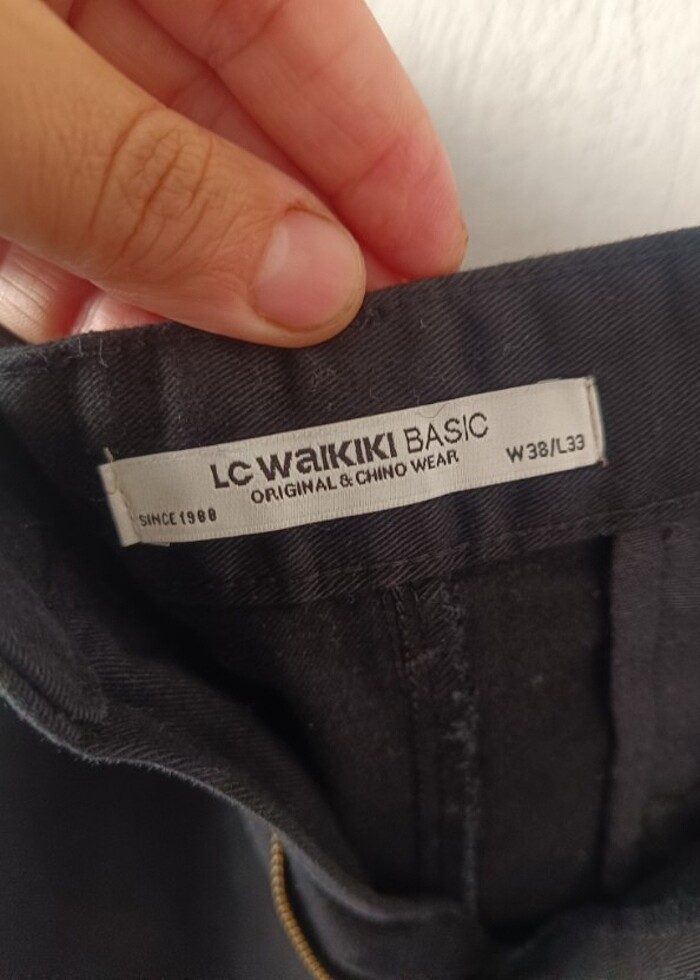 LC WAIKIKI BASIC
ORIGINAL & CHINO WEAR
W38/L33
SINCE 1988